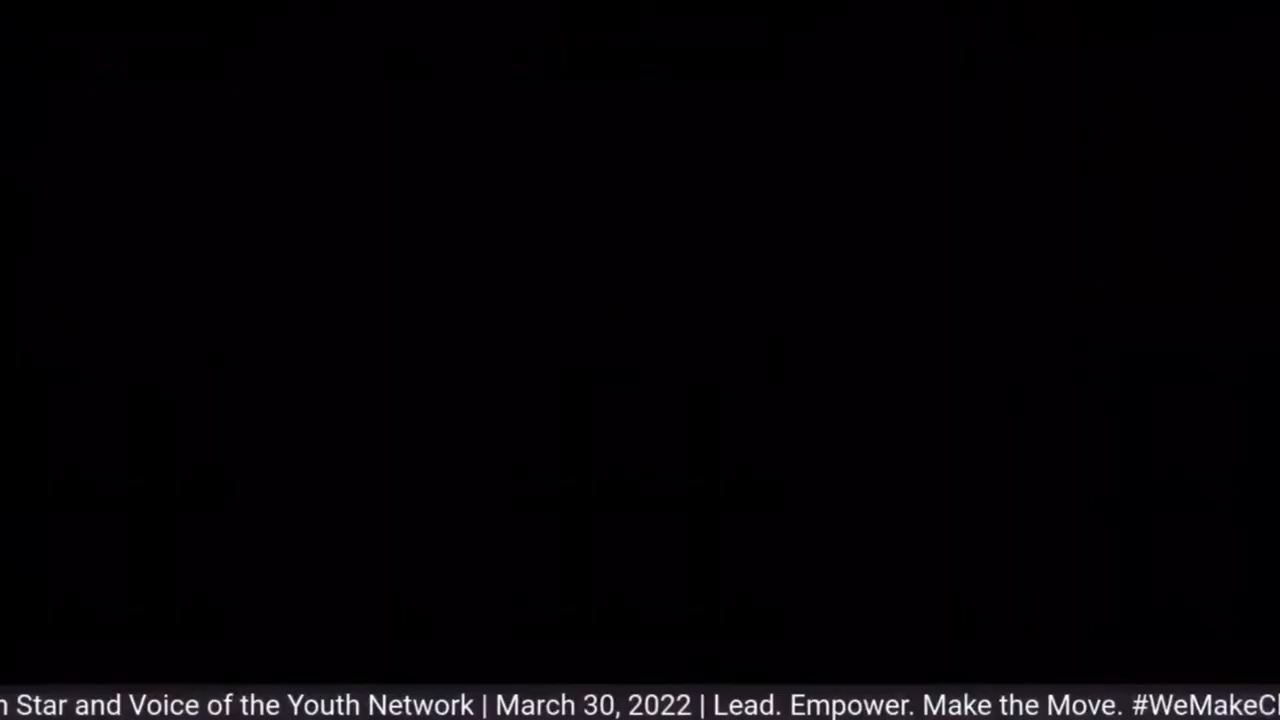 Star and Voice of the Youth Network | March 30, 2022 | Lead. Empower. Make the Move.